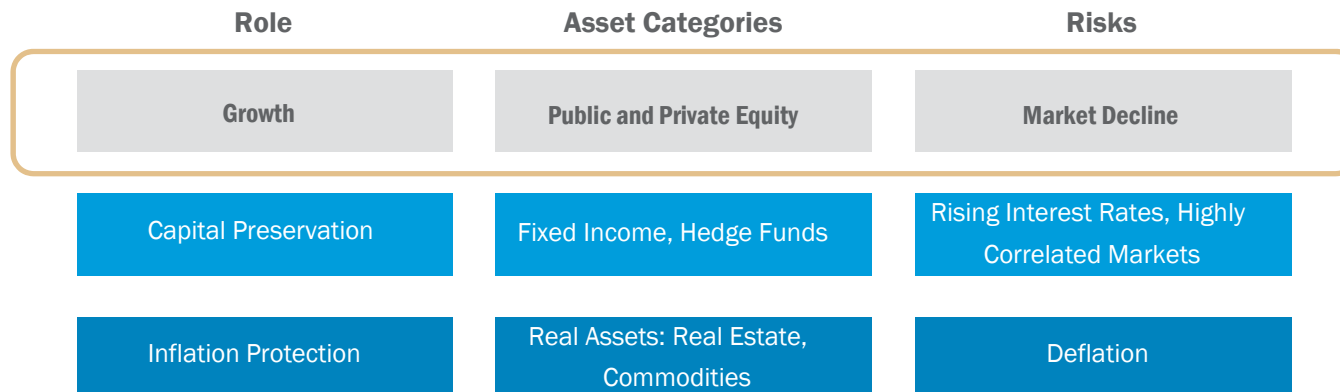 Role
Asset Categories
Risks
Growth
Public and Private Equity
Market Decline
Capital Preservation
Fixed Income, Hedge Funds
Rising Interest Rates, Highly
Correlated Markets
Inflation Protection
Real Assets: Real Estate,
Commodities
Deflation